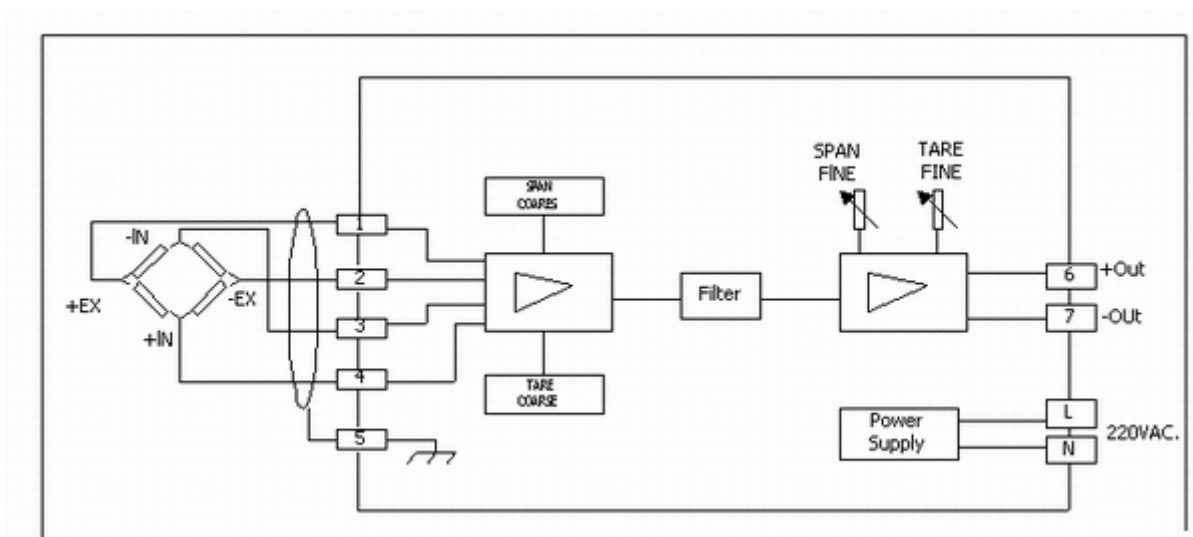 SPAN
FINE
TARE
FINE
SPAN
COARES
1
-IN
2
+EX
-EX
3
+IN
4
5
Filter
6
+Out
7
-OUt
TARE
COARSE
Power
Supply
L
N
220VAC.